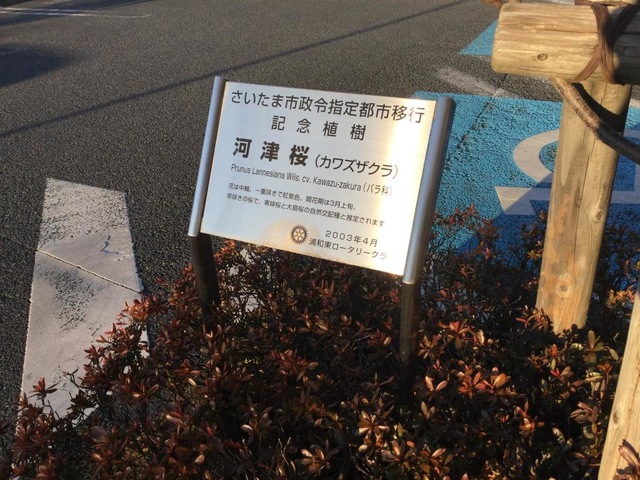 さいたま市政令指定都市移行
記念植樹
河津桜(カワズザクラ)
Prunus Lannesiana Wils. cv. Kawazu-zakura (バラ科)
花は中輪、一重咲きで紅紫色。開花期は3月上旬。
早咲きの桜で、寒緋桜と大島桜の自然交配種と推定されます
2003年4月
浦和東ロータリークラ